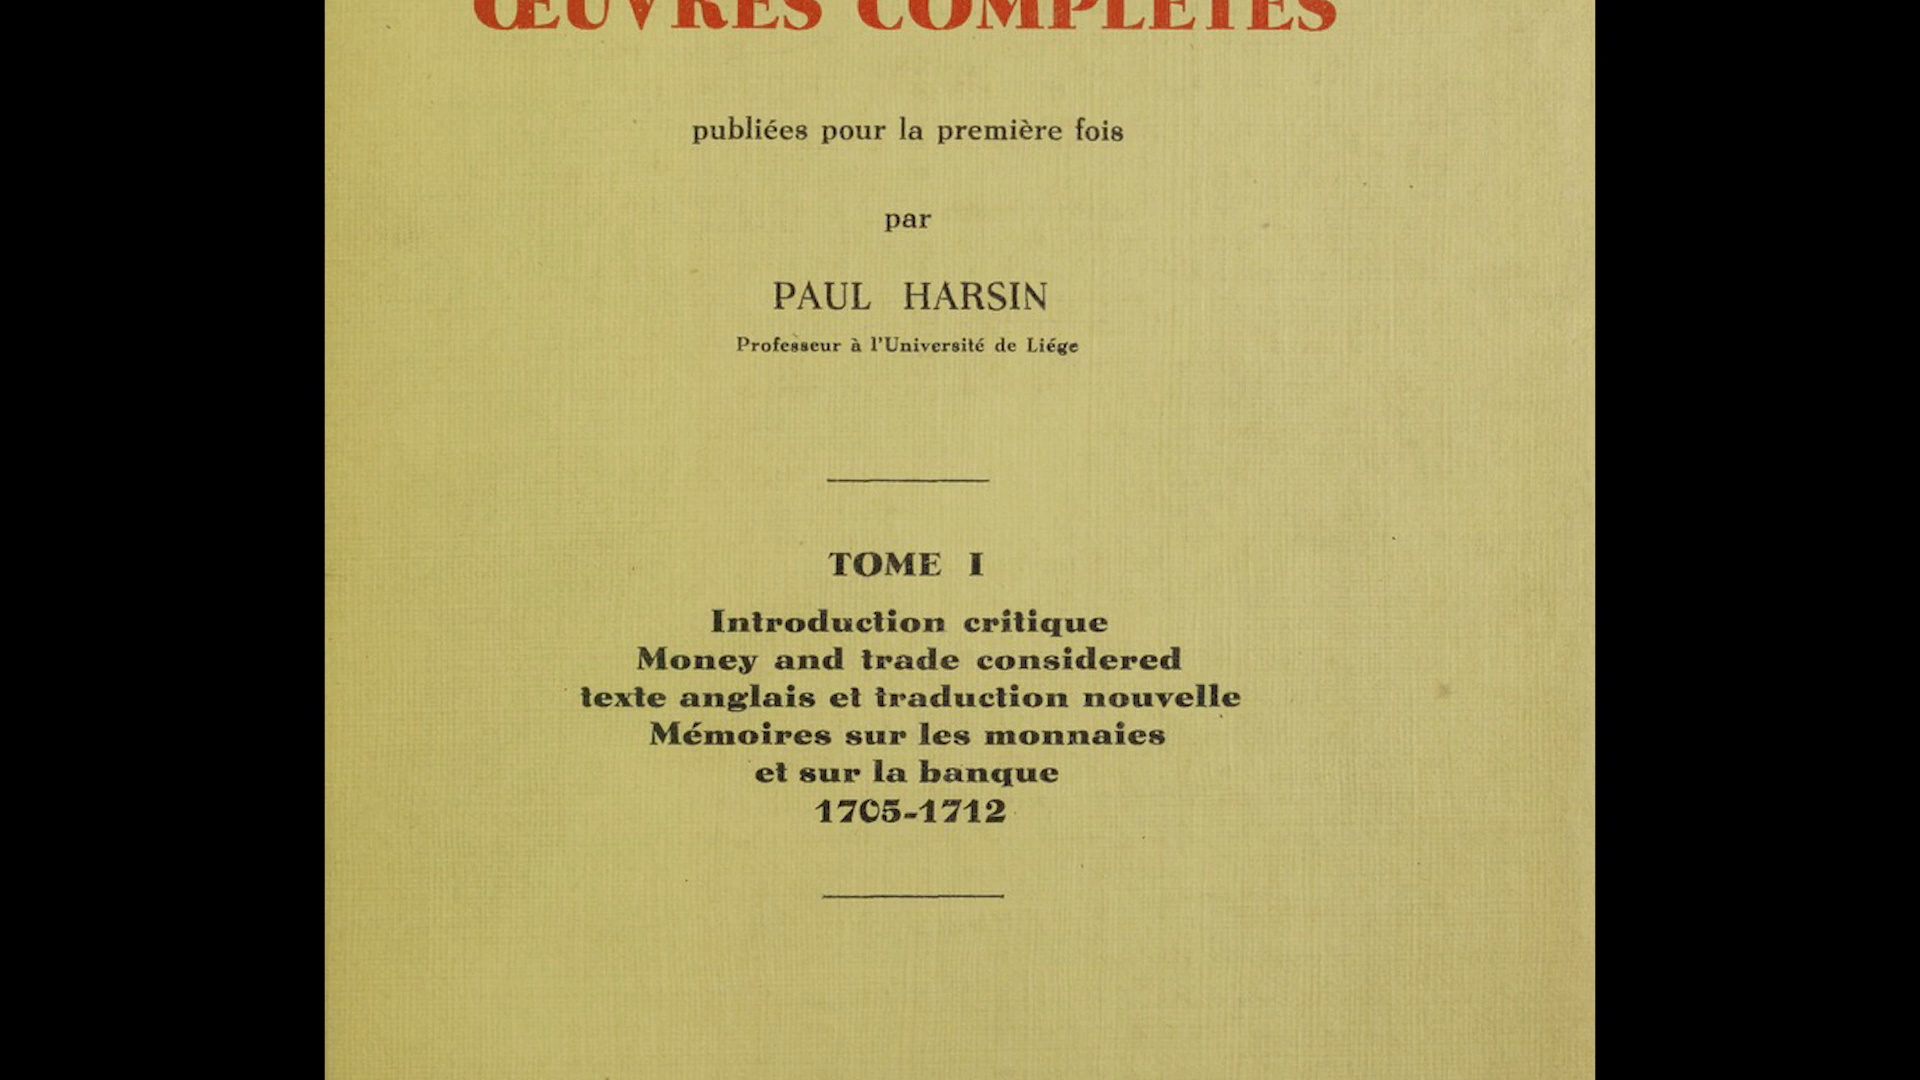 ŒUVRES COMPLÈTES
publiées pour la première fois
par
PAUL HARSIN
Professeur à l'Université de Liége
TOME I
Introduction critique
Money and trade considered
texte anglais et traduction nouvelle
Mémoires sur les monnaies
et sur la banque
1705-1712